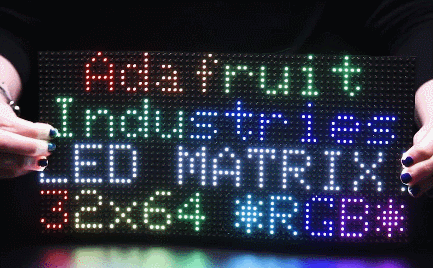 Adafruit
Industries
LED MATRIX
32x64 *RGB*